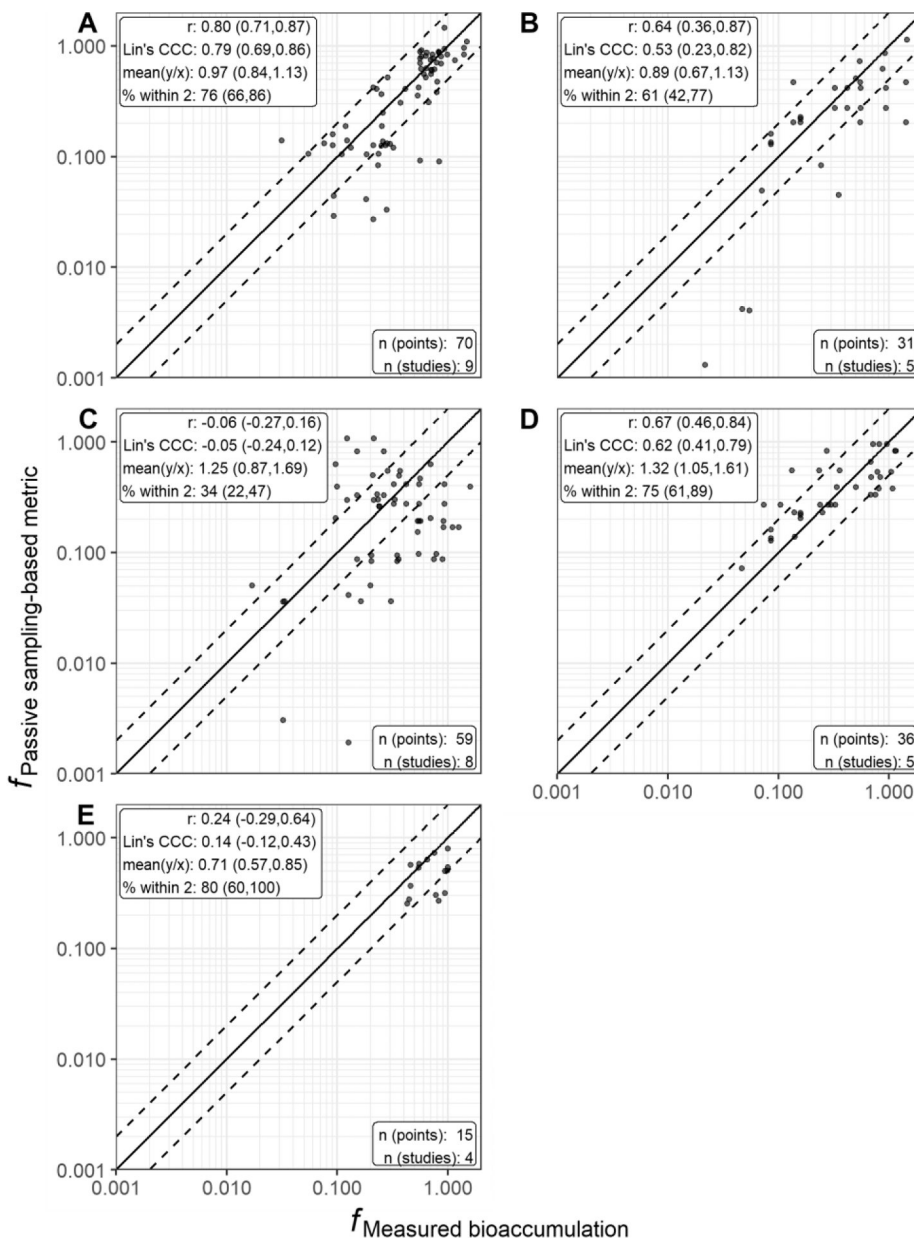 A
r: 0.80 (0.71,0.87)
Lin's CCC: 0.79 (0.69,0.86)
mean(y/x): 0.97 (0.84,1.13)
% within 2: 76 (66,86)
1.000
0.100
0.010
0.001
n (points): 70
n (studies): 9
B
r: 0.64 (0.36,0.87)
Lin's CCC: 0.53 (0.23,0.82)
mean(y/x): 0.89 (0.67,1.13)
% within 2: 61 (42,77)
n (points): 31
n (studies): 5
C
r: -0.06 (-0.27,0.16)
Lin's CCC: -0.05 (-0.24,0.12)
mean(y/x): 1.25 (0.87,1.69)
% within 2: 34 (22,47)
1.000
0.100
0.010
0.001
n (points): 59
n (studies): 8
D
r: 0.67 (0.46,0.84)
Lin's CCC: 0.62 (0.41,0.79)
mean(y/x): 1.32 (1.05,1.61)
% within 2: 75 (61,89)
n (points): 36
n (studies): 5
0.001 0.010 0.100 1.000
E
r: 0.24 (-0.29,0.64)
Lin's CCC: 0.14 (-0.12,0.43)
mean(y/x): 0.71 (0.57,0.85)
% within 2: 80 (60,100)
1.000
0.100
0.010
0.001
n (points): 15
n (studies): 4
0.001 0.010 0.100 1.000
f Passive sampling-based metric
f Measured bioaccumulation